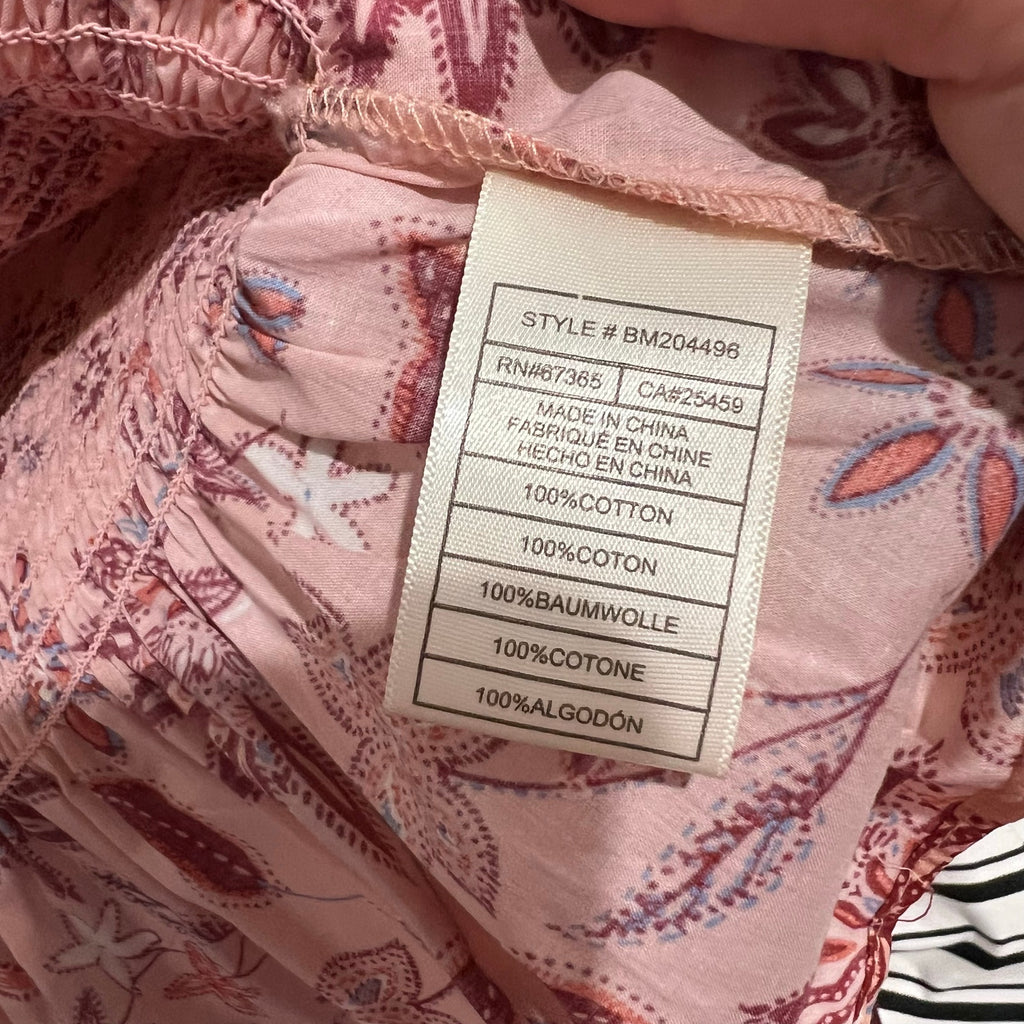 STYLE # BM204496
RN#67365 CA#25459
MADE IN CHINA
FABRIQUÉ EN CHINE
HECHO EN CHINA
100%COTTON
100%COTON
100%BAUMWOLLE
100%COTONE
100%ALGODÓN